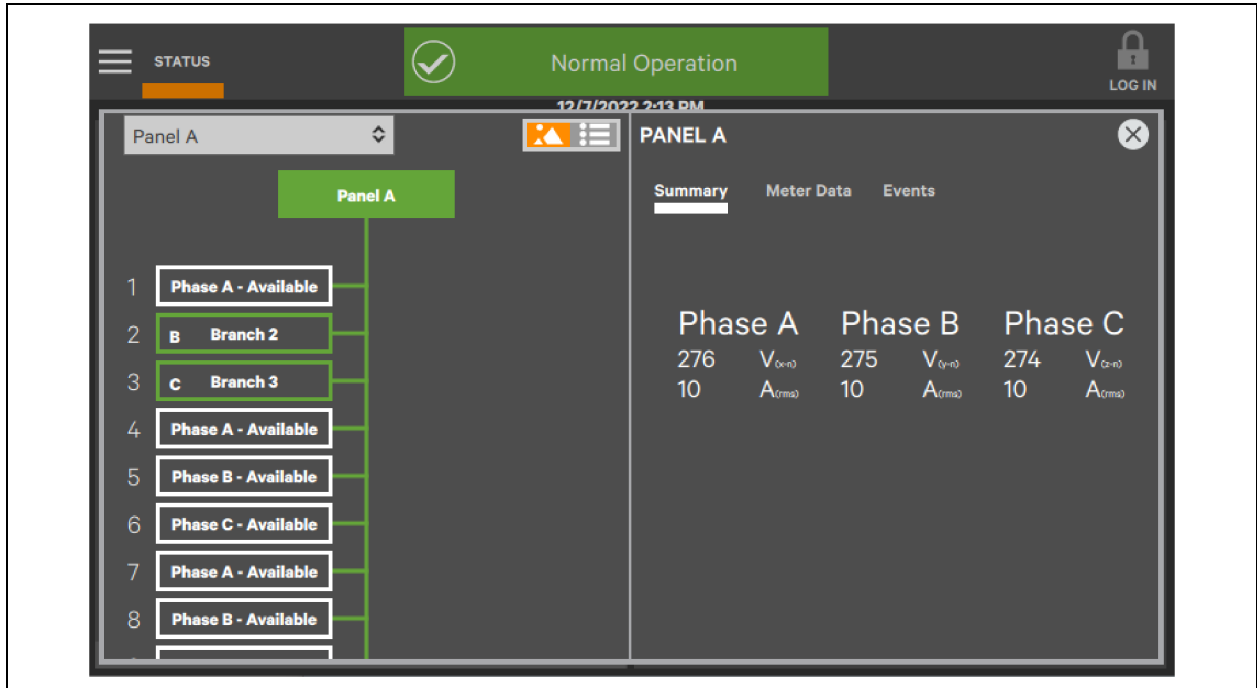 STATUS
Normal Operation
LOG IN
12/7/2022 2:13 PM
Panel A
Panel A
1 Phase A - Available
2 B Branch 2
3 C Branch 3
4 Phase A - Available
5 Phase B - Available
6 Phase C - Available
7 Phase A - Available
8 Phase B - Available
PANEL A
Summary Meter Data Events
Phase A Phase B Phase C
276 V(x-n) 275 V(y-n) 274 V(z-n)
10 A(rms) 10 A(rms) 10 A(rms)